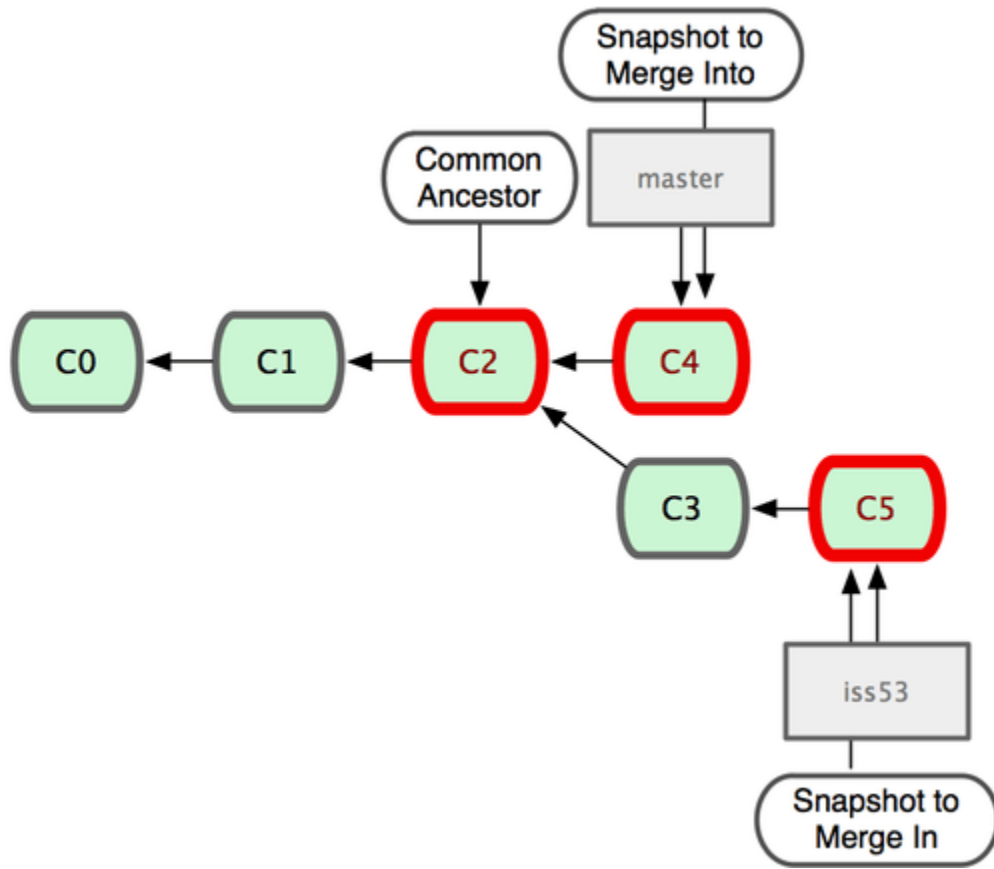 Snapshot to
Merge Into
Common
Ancestor
master
C0
C1
C2
C4
C3
C5
iss53
Snapshot to
Merge In